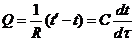 Q = 1/R (t' − t) = C dt/dτ